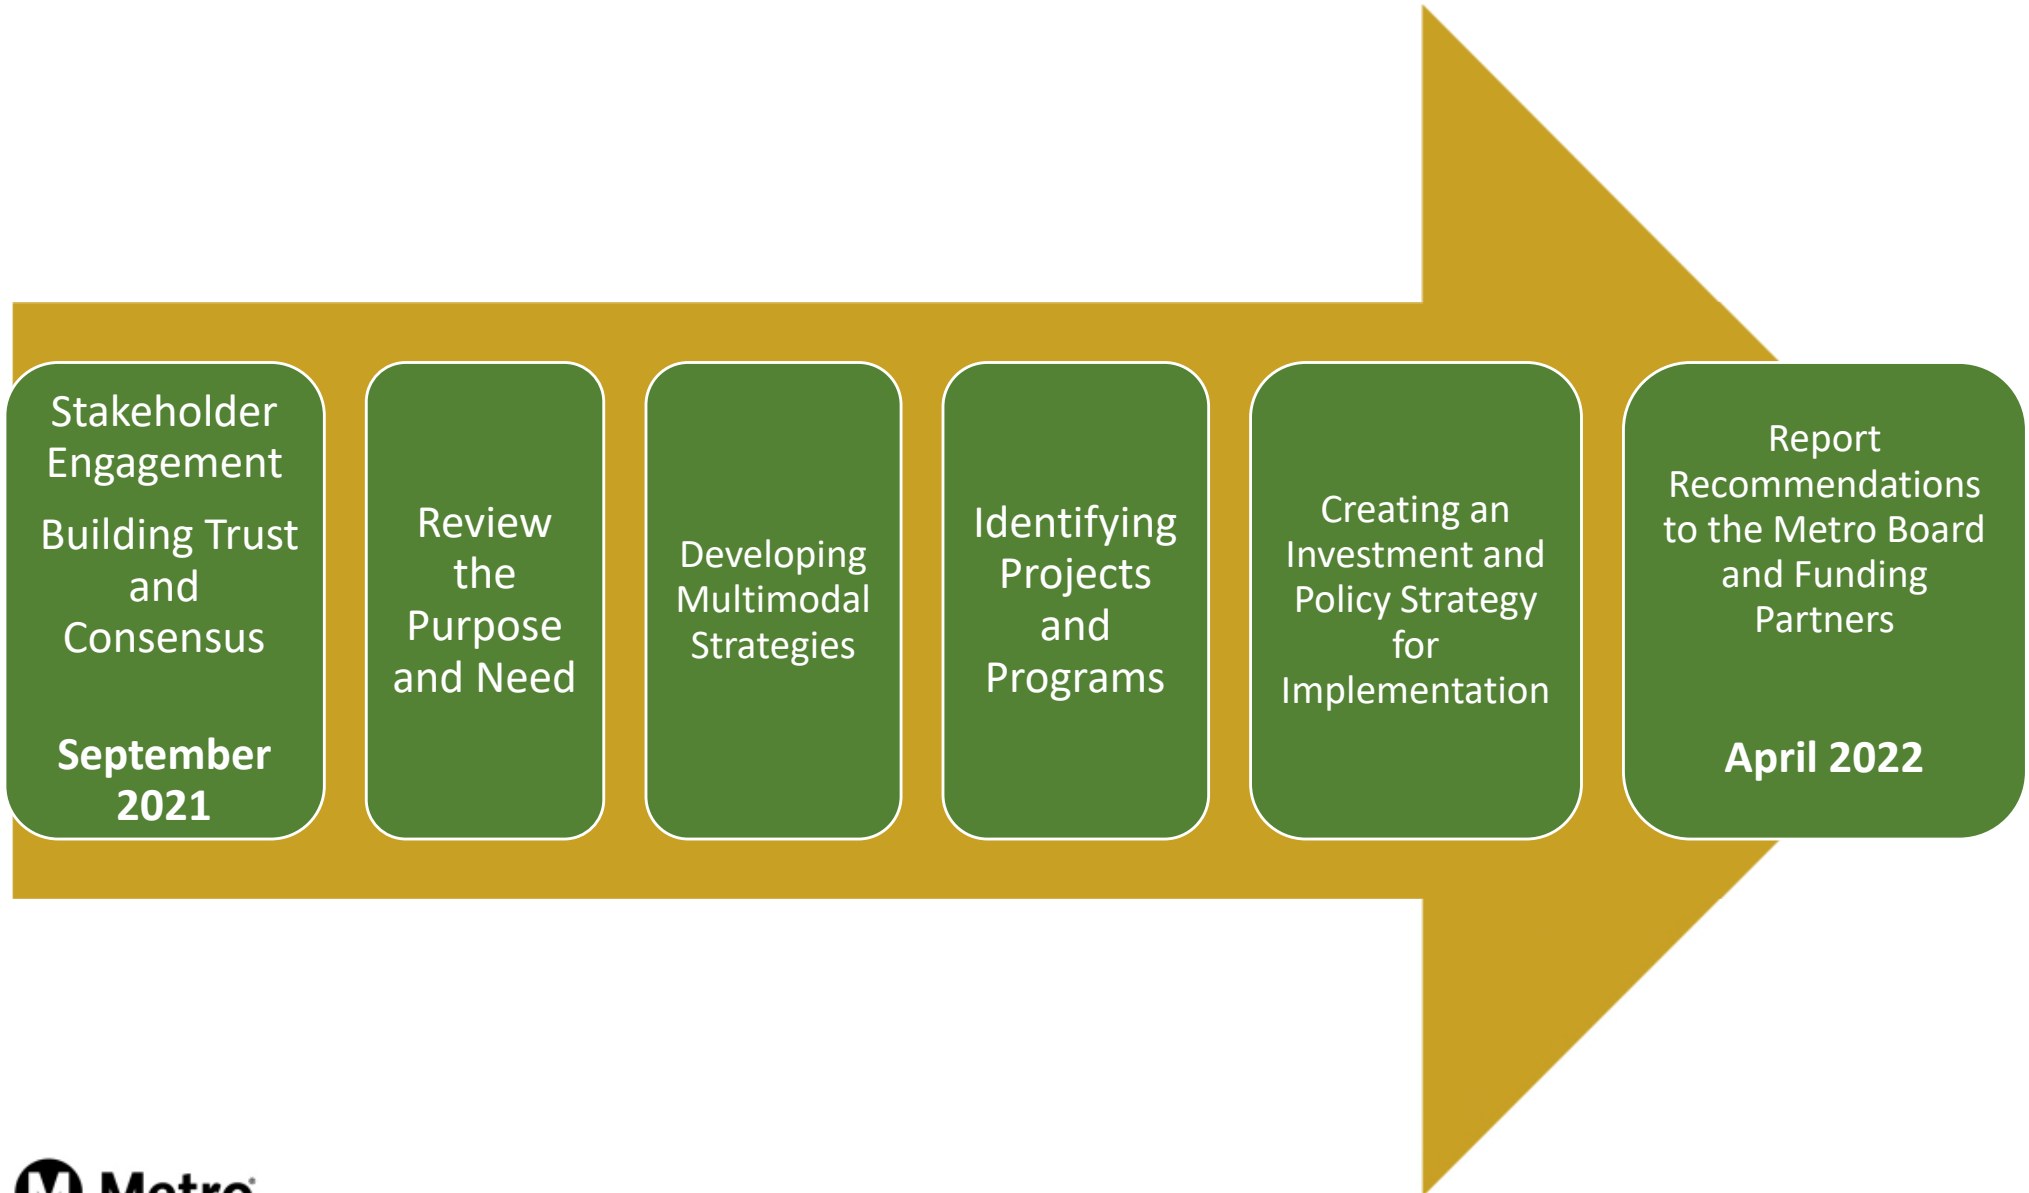 Stakeholder
Engagement
Building Trust
and
Consensus
September
2021
Review
the
Purpose
and Need
Developing
Multimodal
Strategies
Identifying
Projects
and
Programs
Creating an
Investment and
Policy Strategy
for
Implementation
Report
Recommendations
to the Metro Board
and Funding
Partners
April 2022
M Metro